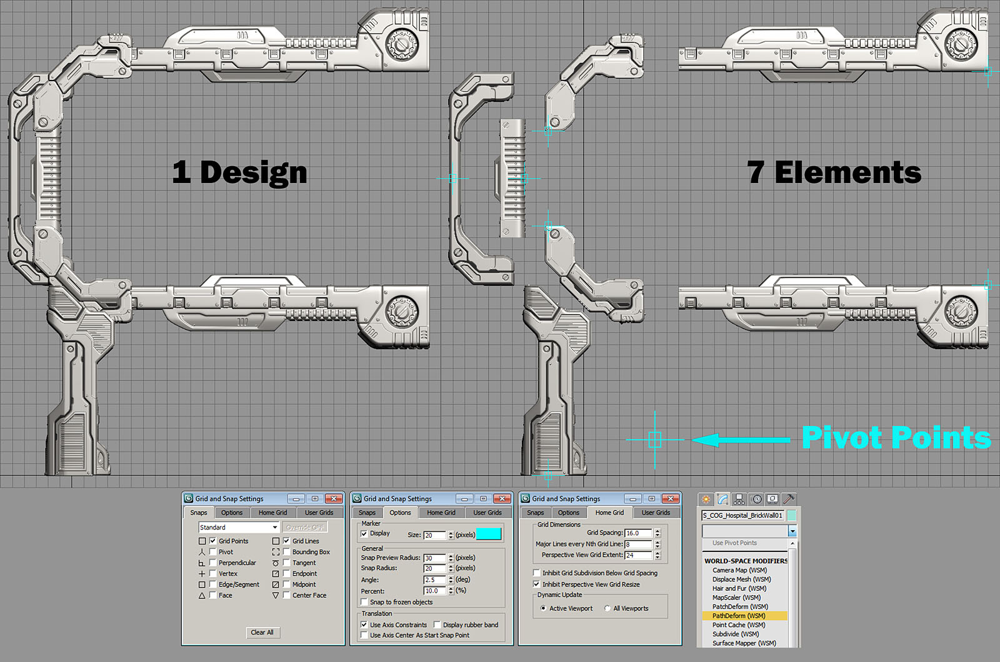 1 Design
7 Elements
Pivot Points
Grid and Snap Settings
Snaps Options Home Grid User Grids
Standard Override OFF
Grid Points Grid Lines
Pivot Bounding Box
Perpendicular Tangent
Vertex Endpoint
Edge/Segment Midpoint
Face Center Face
Clear All
Grid and Snap Settings
Snaps Options Home Grid User Grids
Marker
Display Size: 20 (pixels)
General
Snap Preview Radius: 30 (pixels)
Snap Radius: 20 (pixels)
Angle: 2.5 (deg)
Percent: 10.0 (%)
Snap to frozen objects
Translation
Use Axis Constraints Display rubber band
Use Axis Center As Start Snap Point
Grid and Snap Settings
Snaps Options Home Grid User Grids
Grid Dimensions
Grid Spacing: 16.0
Major Lines every Nth Grid Line: 8
Perspective View Grid Extent: 24
Inhibit Grid Subdivision Below Grid Spacing
Inhibit Perspective View Grid Resize
Dynamic Update
Active Viewport All Viewports
S_COG_Hospital_BrickWall01
Use Pivot Points
WORLD-SPACE MODIFIERS
Camera Map (WSM)
Displace Mesh (WSM)
Hair and Fur (WSM)
MapScaler (WSM)
PatchDeform (WSM)
PathDeform (WSM)
Point Cache (WSM)
Subdivide (WSM)
Surface Mapper (WSM)